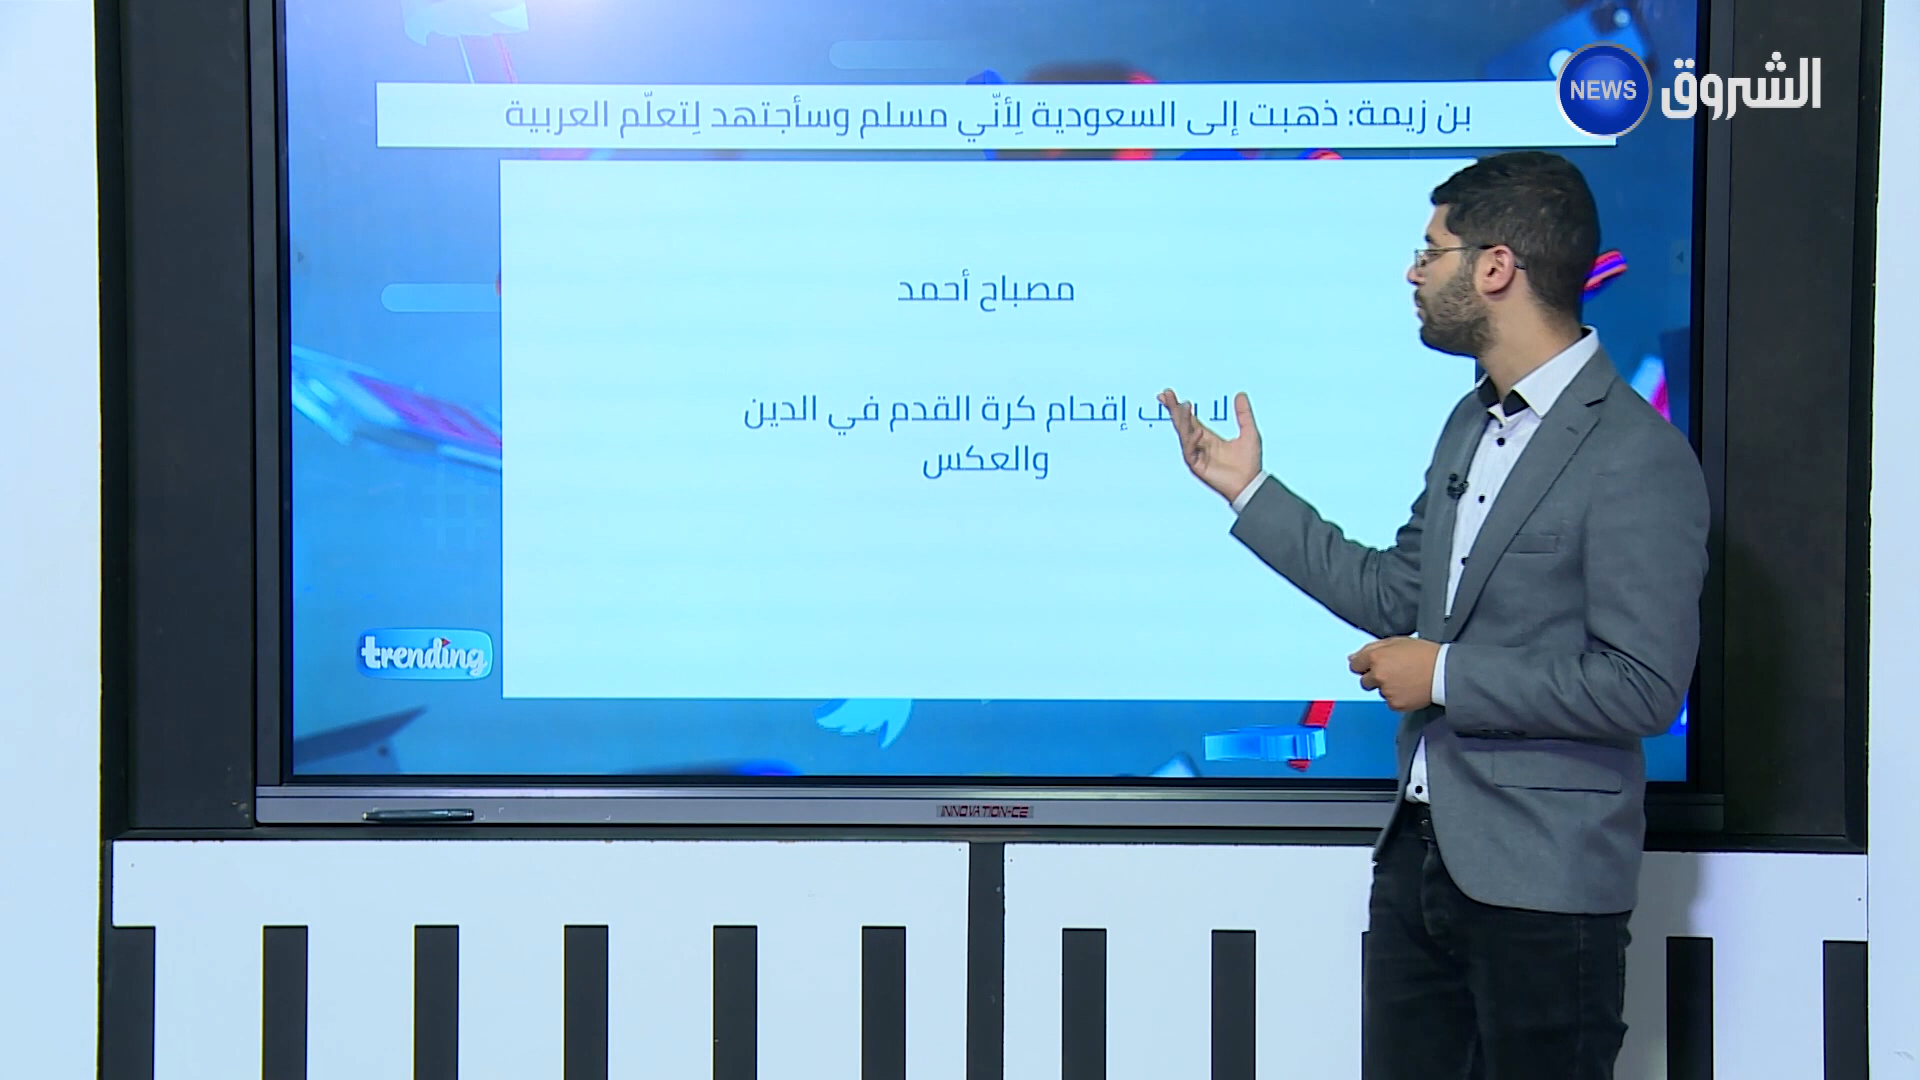 NEWS الشروق
بن زيمة: ذهبت إلى السعودية لِأنّي مسلم وسأجتهد لِتعلّم العربية
مصباح أحمد
لا إقحام كرة القدم في الدين
والعكس
trending
INNOVATION-CE